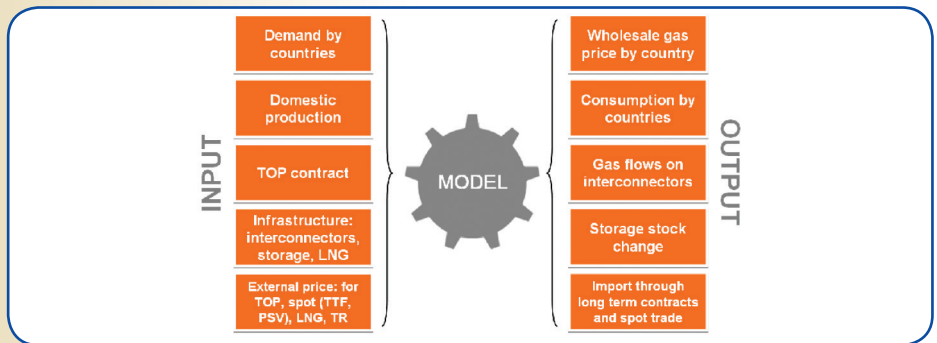 INPUT
Demand by
countries
Domestic
production
TOP contract
Infrastructure:
interconnectors,
storage, LNG
External price: for
TOP, spot (TTF,
PSV), LNG, TR
MODEL
Wholesale gas
price by country
Consumption by
countries
Gas flows on
interconnectors
Storage stock
change
Import through
long term contracts
and spot trade
OUTPUT